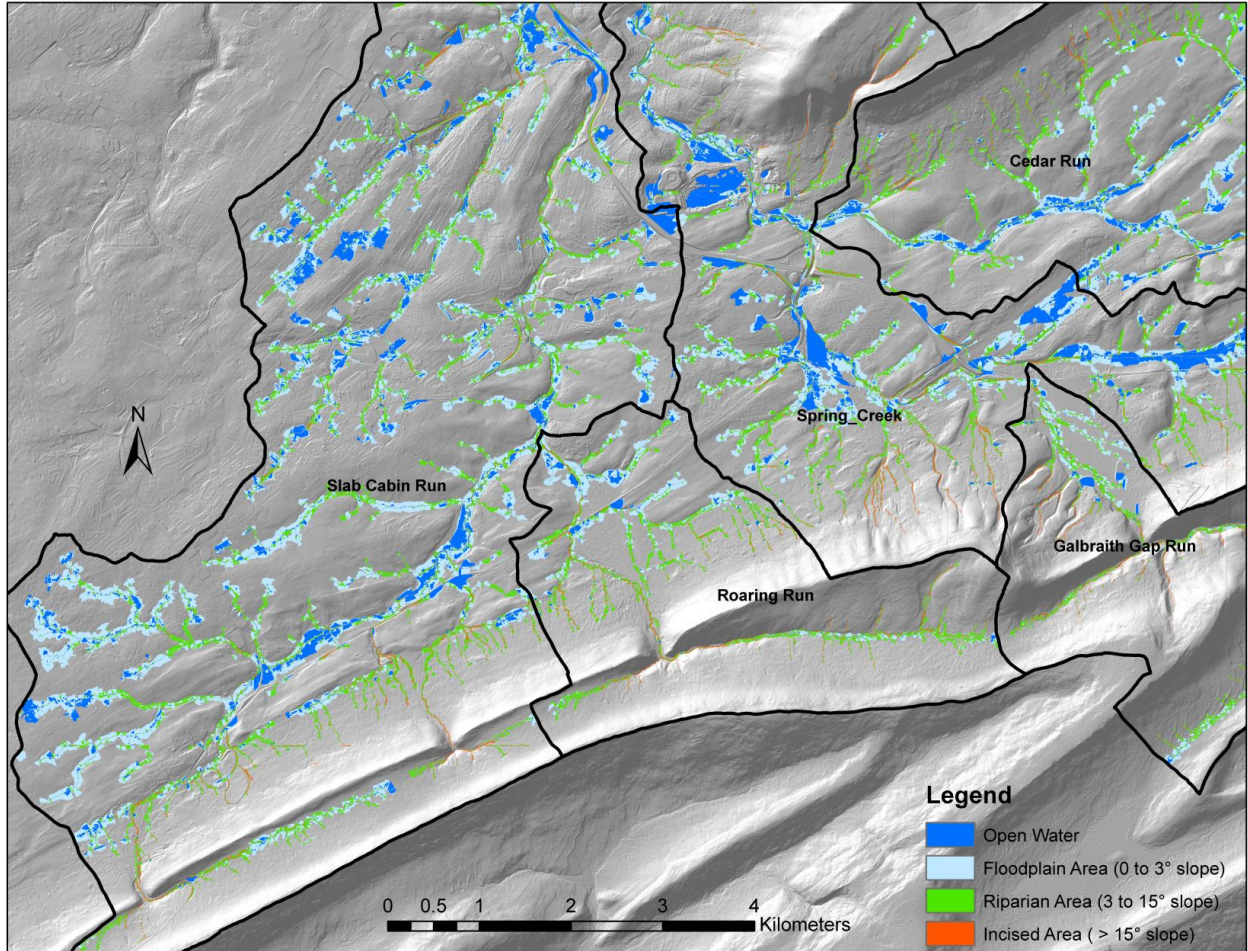 Cedar Run
N
Spring_Creek
Slab Cabin Run
Galbraith Gap Run
Roaring Run
Legend
Open Water
Floodplain Area (0 to 3° slope)
Riparian Area (3 to 15° slope)
Incised Area ( > 15° slope)
0 0.5 1 2 3 4
Kilometers